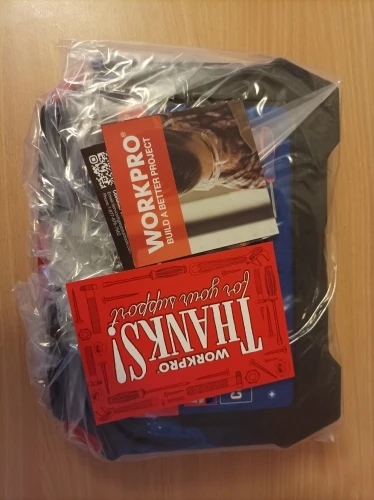 WORKPRO®
BUILD A BETTER PROJECT
WORKPRO®
THANKS!
for your support